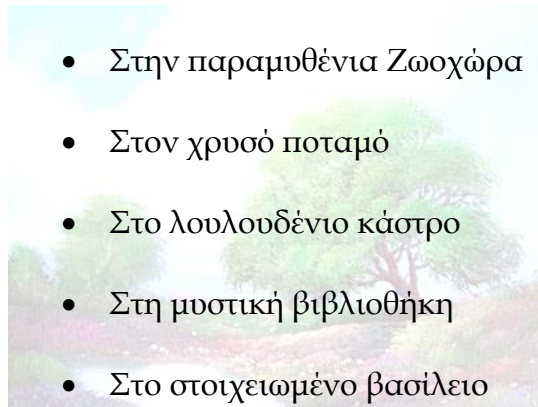 • Στην παραμυθένια Ζωοχώρα
• Στον χρυσό ποταμό
• Στο λουλουδένιο κάστρο
• Στη μυστική βιβλιοθήκη
• Στο στοιχειωμένο βασίλειο